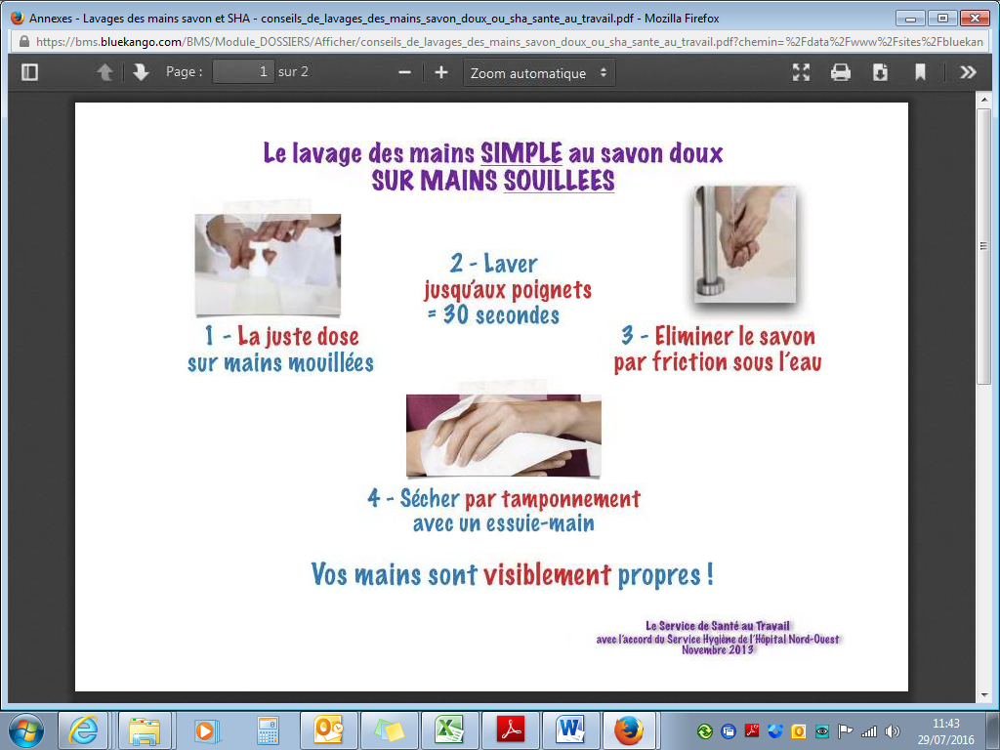 Annexes - Lavages des mains savon et SHA - conseils_de_lavages_des_mains_savon_doux_ou_sha_sante_au_travail.pdf - Mozilla Firefox
https://bms.bluekango.com/BMS/Module_DOSSIERS/Afficher/conseils_de_lavages_des_mains_savon_doux_ou_sha_sante_au_travail.pdf?chemin=%2Fdata%2Fwww%2Fsites%2Fbluekan
Page : 1 sur 2
Zoom automatique
Le lavage des mains SIMPLE au savon doux
SUR MAINS SOUILLEES
1 - La juste dose
sur mains mouillées
2 - Laver
jusqu'aux poignets
= 30 secondes
3 - Eliminer le savon
par friction sous l'eau
4 - Sécher par tamponnement
avec un essuie-main
Vos mains sont visiblement propres !
Le Service de Santé au Travail
avec l'accord du Service Hygiène de l'Hôpital Nord-Ouest
Novembre 2013
11:43
29/07/2016